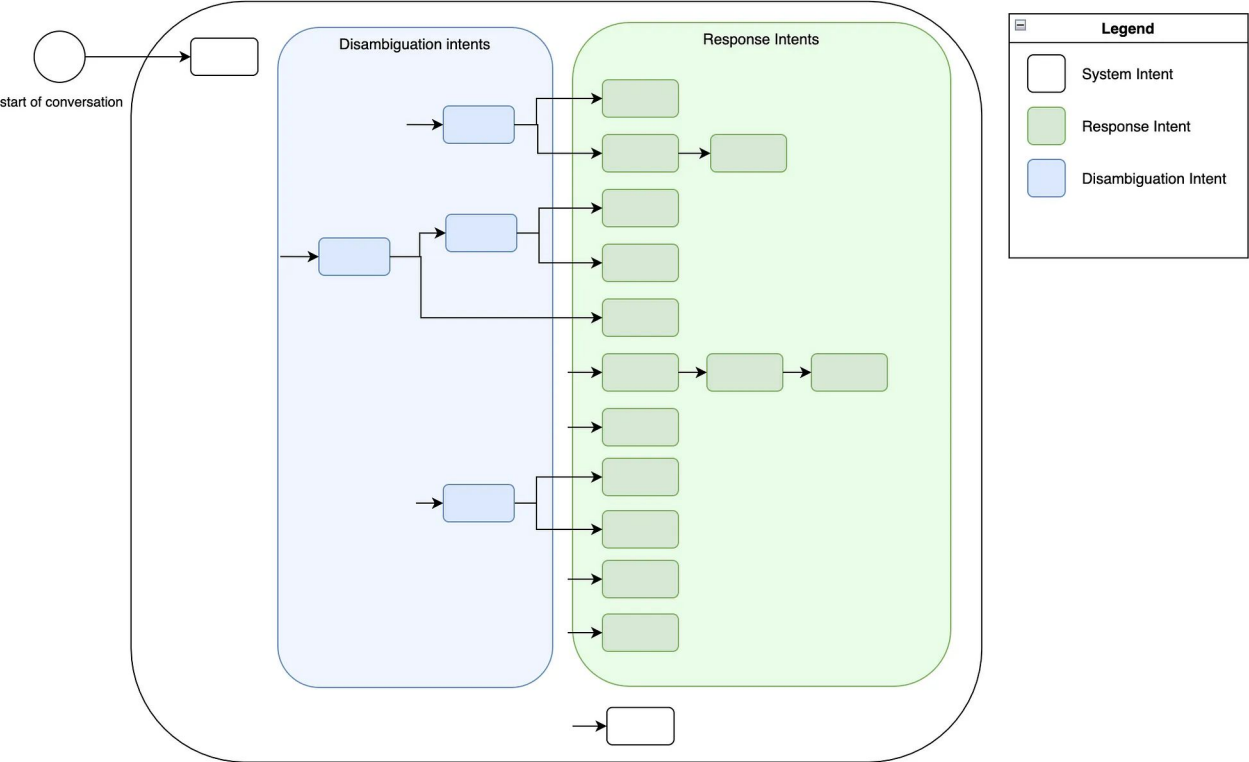 start of conversation
Disambiguation intents
Response Intents
Legend
System Intent
Response Intent
Disambiguation Intent